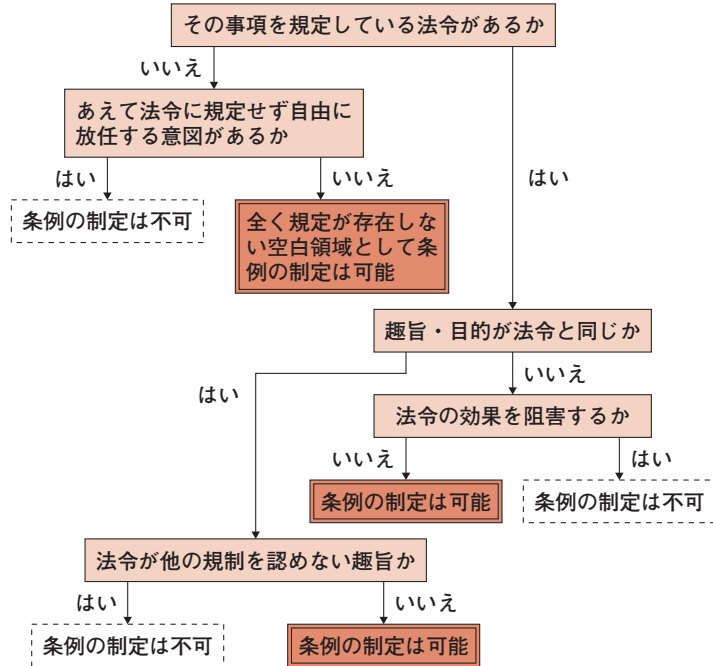 その事項を規定している法令があるか
いいえ
あえて法令に規定せず自由に
放任する意図があるか
はい
いいえ
はい
条例の制定は不可
全く規定が存在しな
い空白領域として条
例の制定は可能
趣旨・目的が法令と同じか
はい
いいえ
法令の効果を阻害するか
いいえ
はい
条例の制定は可能
条例の制定は不可
法令が他の規制を認めない趣旨か
はい
いいえ
条例の制定は不可
条例の制定は可能